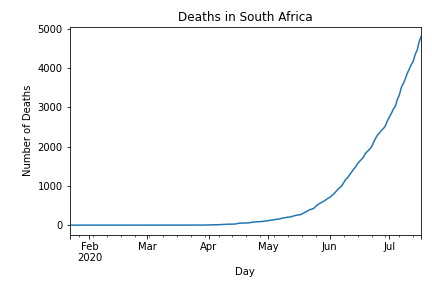 Deaths in South Africa
Number of Deaths
5000
4000
3000
2000
1000
0
Feb Mar Apr May Jun Jul
2020
Day